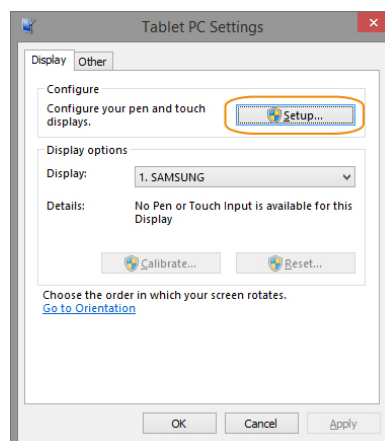 Tablet PC Settings
Display Other
Configure
Configure your pen and touch
displays.
Setup...
Display options
Display: 1. SAMSUNG
Details: No Pen or Touch Input is available for this
Display
Calibrate... Reset...
Choose the order in which your screen rotates.
Go to Orientation
OK Cancel Apply